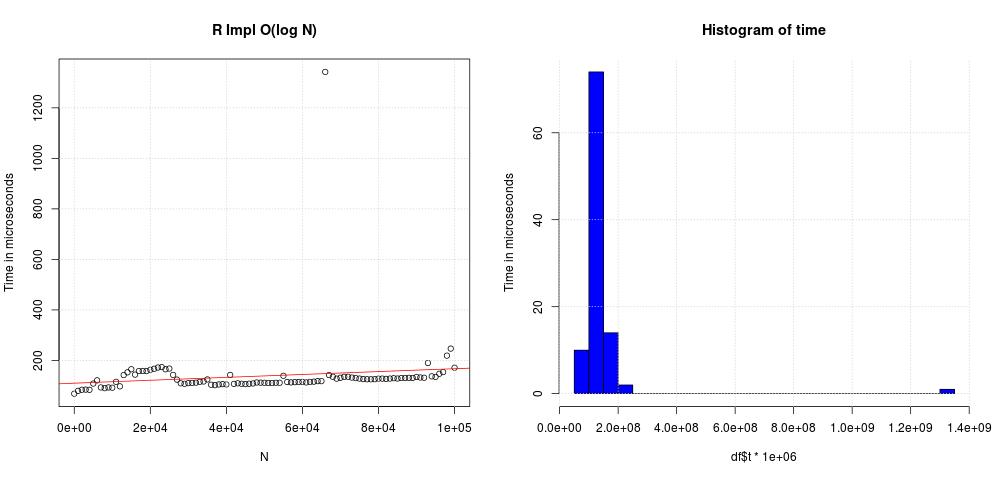 R Impl O(log N)
Time in microseconds
200
400
600
800
1000
1200
0e+00 2e+04 4e+04 6e+04 8e+04 1e+05
N
Histogram of time
Time in microseconds
0
20
40
60
0.0e+00 2.0e+08 4.0e+08 6.0e+08 8.0e+08 1.0e+09 1.2e+09 1.4e+09
df$t * 1e+06